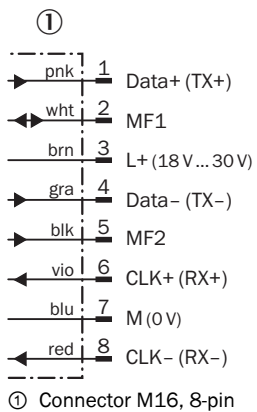 ①
pnk 1 Data+ (TX+)
wht 2 MF1
brn 3 L+ (18 V ... 30 V)
gra 4 Data– (TX–)
blk 5 MF2
vio 6 CLK+ (RX+)
blu 7 M (0 V)
red 8 CLK– (RX–)
① Connector M16, 8-pin